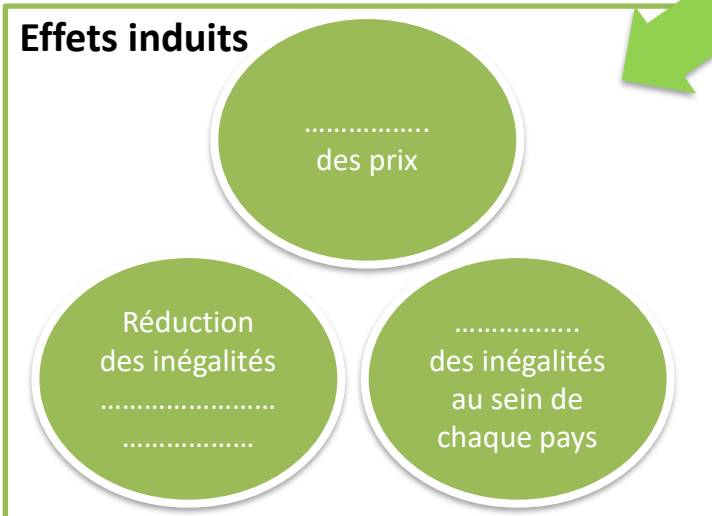 Effets induits
……………..
des prix
Réduction
des inégalités
……………………
………………
……………..
des inégalités
au sein de
chaque pays